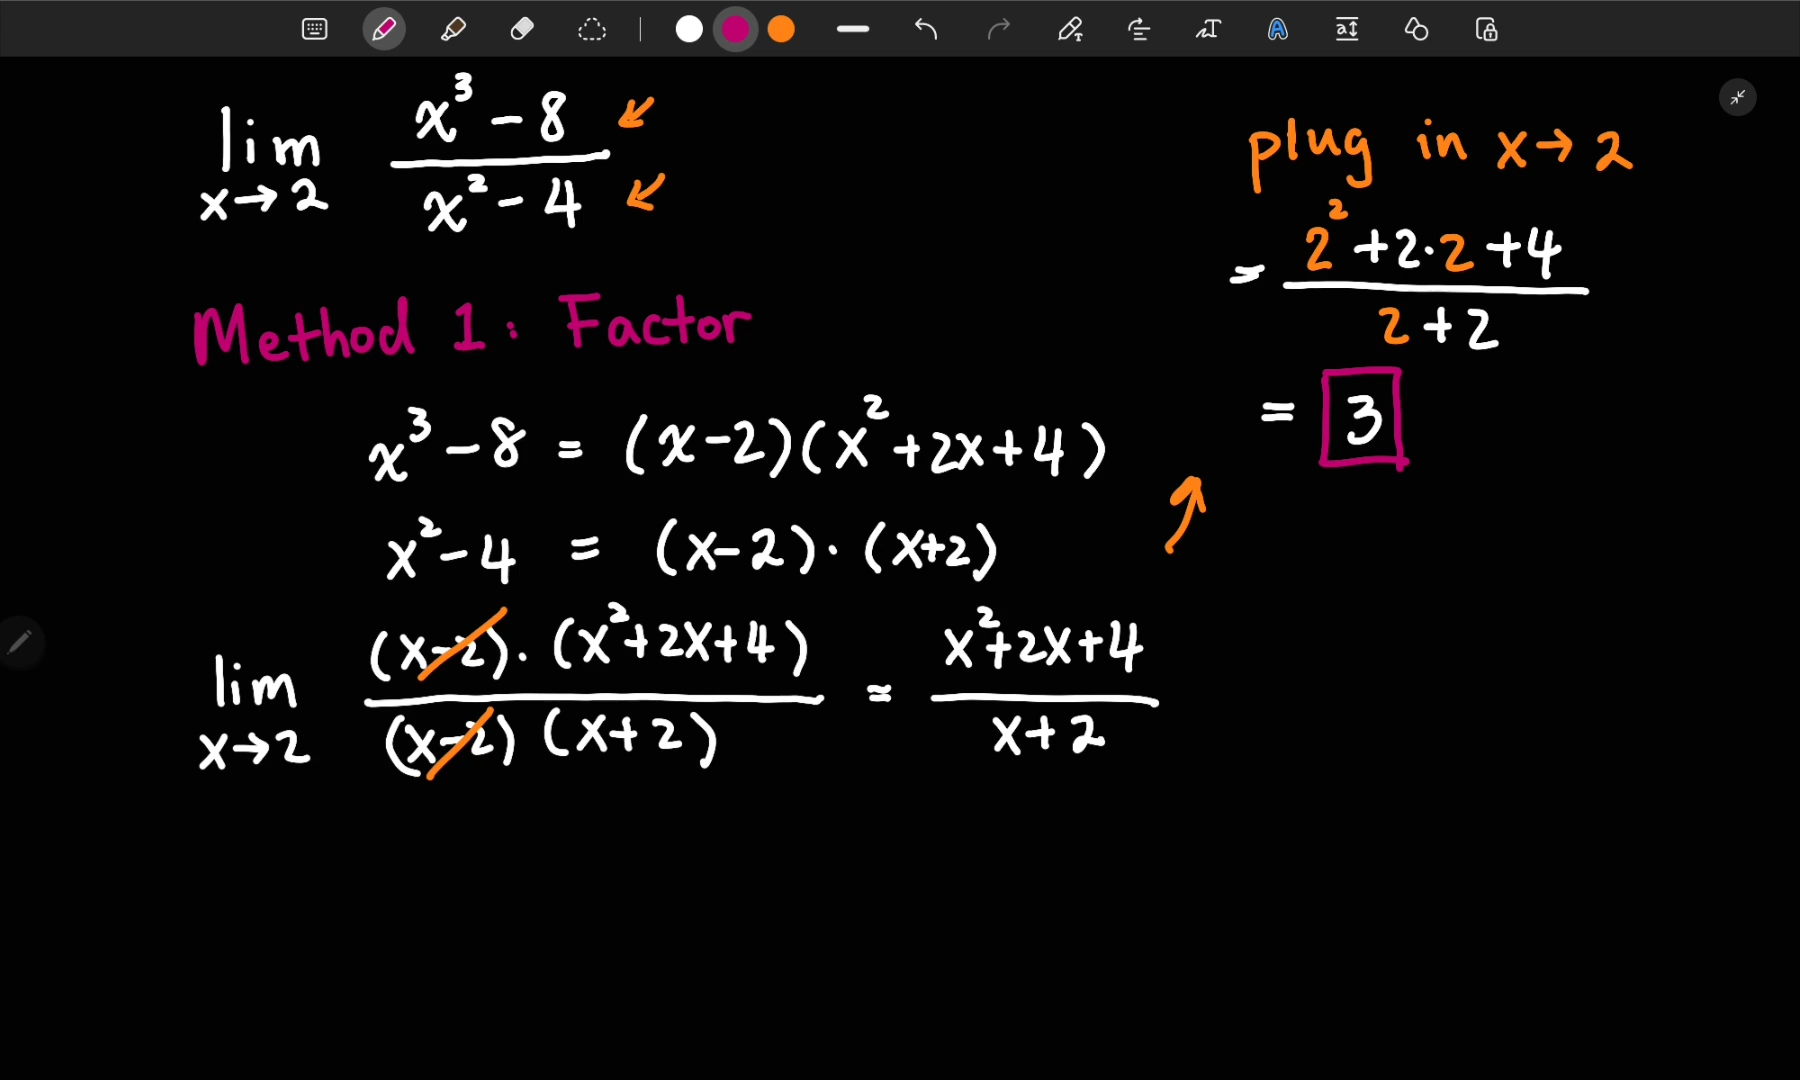 lim x→2 (x³ - 8)/(x² - 4)
Method 1: Factor
x³ - 8 = (x-2)(x²+2x+4)
x² - 4 = (x-2)·(x+2)
lim x→2 ((x-2)·(x²+2x+4))/((x-2)(x+2)) = (x²+2x+4)/(x+2)
plug in x→2
= (2²+2·2+4)/(2+2)
= 3